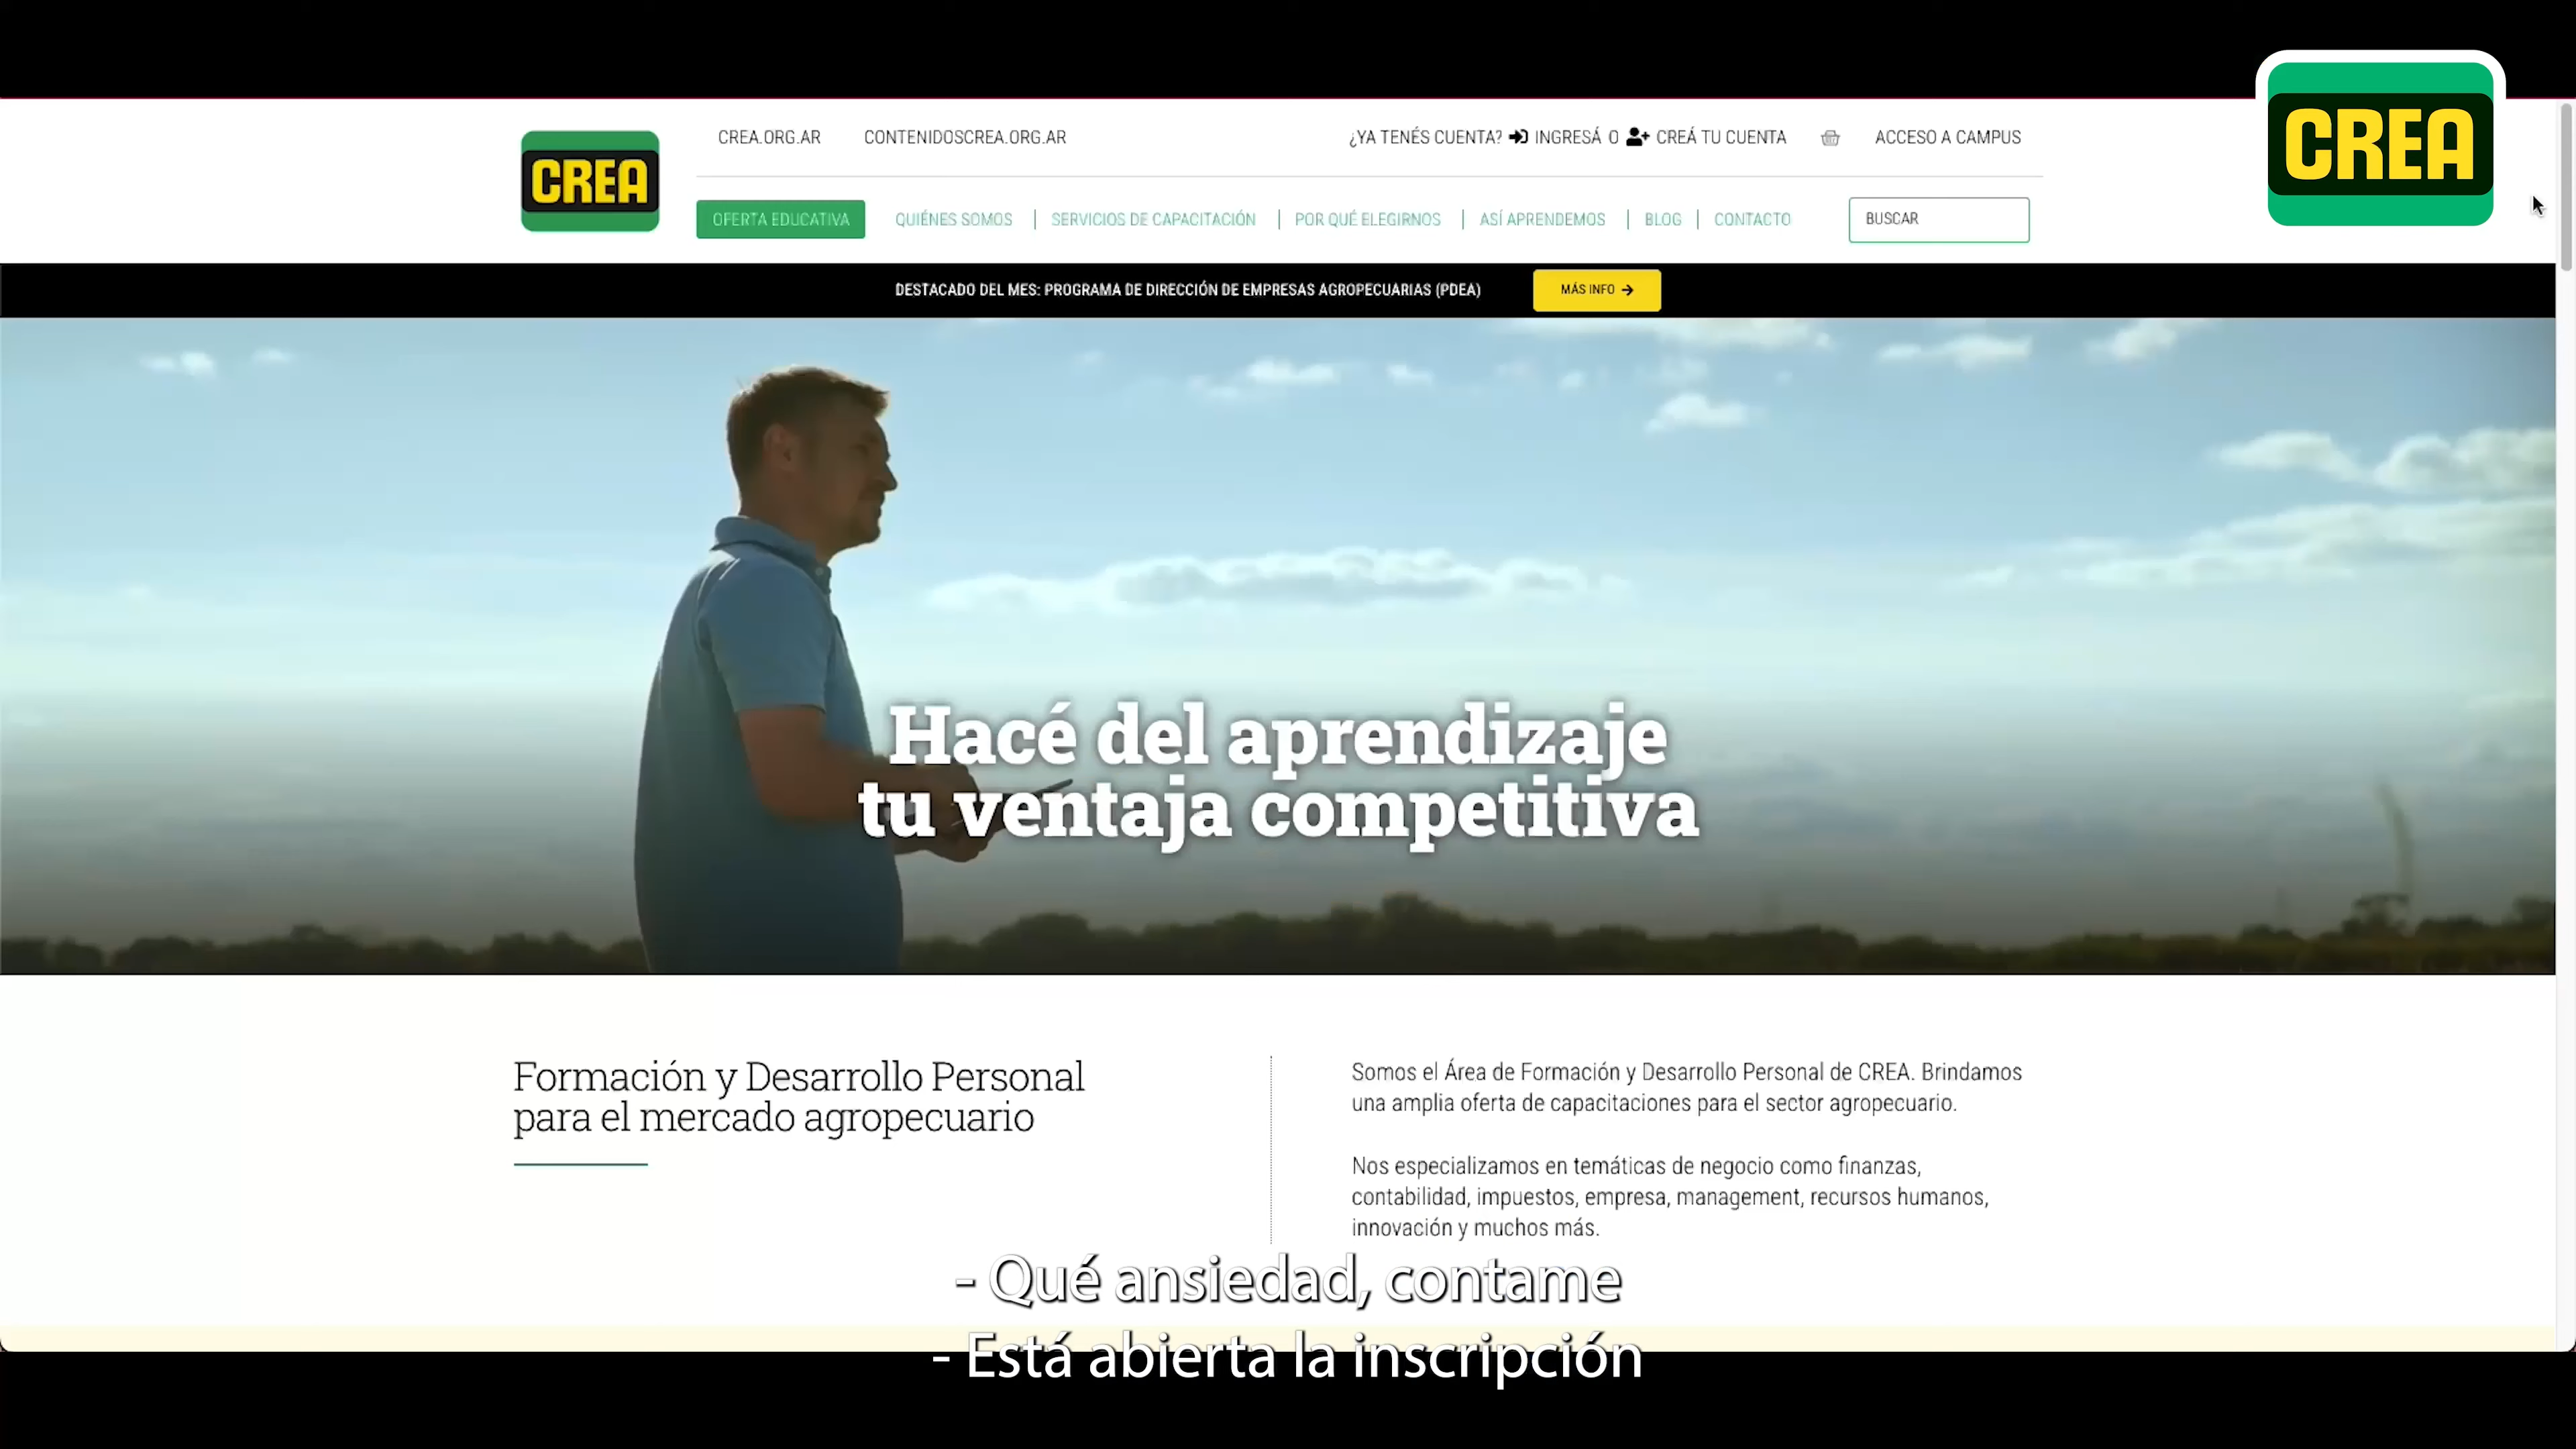 CREA
CREA.ORG.AR
CONTENIDOSCREA.ORG.AR
¿YA TENÉS CUENTA? INGRESÁ O CREÁ TU CUENTA
ACCESO A CAMPUS
CREA
OFERTA EDUCATIVA
QUIÉNES SOMOS | SERVICIOS DE CAPACITACIÓN | POR QUÉ ELEGIRNOS | ASÍ APRENDEMOS | BLOG | CONTACTO
BUSCAR
DESTACADO DEL MES: PROGRAMA DE DIRECCIÓN DE EMPRESAS AGROPECUARIAS (PDEA)
MÁS INFO →
Hacé del aprendizaje
tu ventaja competitiva
Formación y Desarrollo Personal
para el mercado agropecuario
Somos el Área de Formación y Desarrollo Personal de CREA. Brindamos
una amplia oferta de capacitaciones para el sector agropecuario.
Nos especializamos en temáticas de negocio como finanzas,
contabilidad, impuestos, empresa, management, recursos humanos,
innovación y muchos más.
- Qué ansiedad, contame
- Está abierta la inscripción